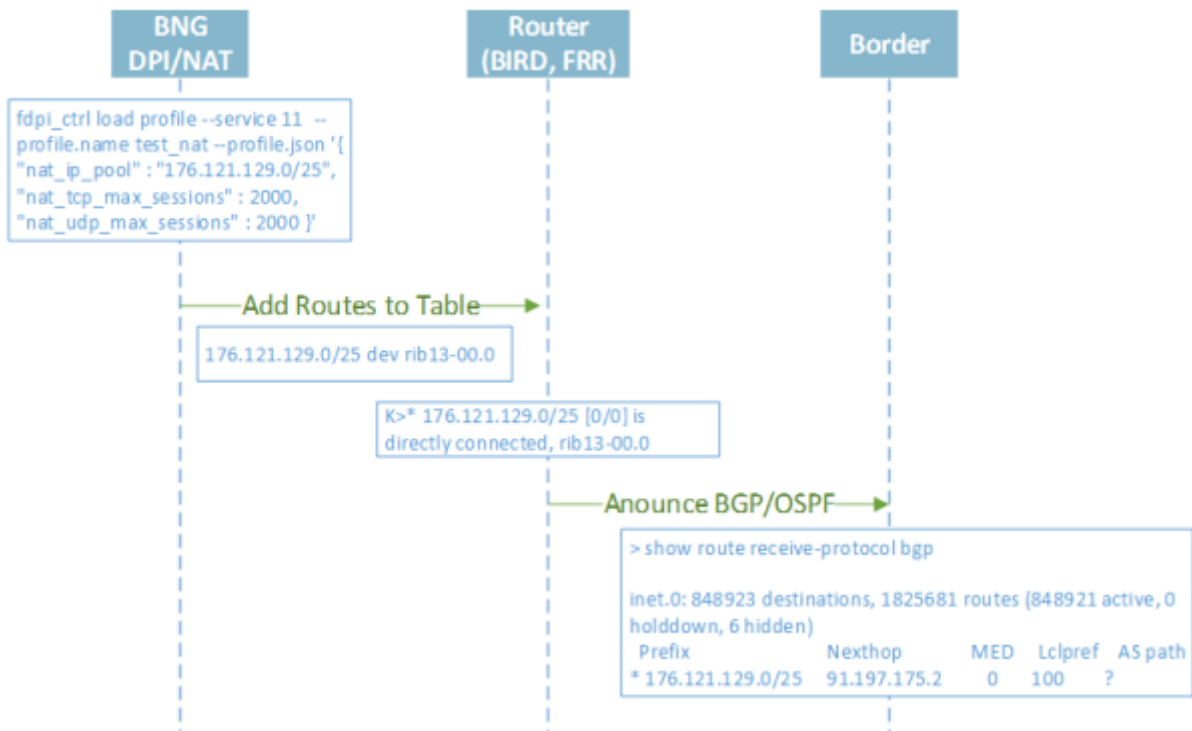 BNG
DPI/NAT
Router
(BIRD, FRR)
Border
fdpi_ctrl load profile --service 11 --
profile.name test_nat --profile.json '{
"nat_ip_pool" : "176.121.129.0/25",
"nat_tcp_max_sessions" : 2000,
"nat_udp_max_sessions" : 2000 }'
Add Routes to Table
176.121.129.0/25 dev rib13-00.0
K>* 176.121.129.0/25 [0/0] is
directly connected, rib13-00.0
Anounce BGP/OSPF
> show route receive-protocol bgp
inet.0: 848923 destinations, 1825681 routes (848921 active, 0
holddown, 6 hidden)
Prefix Nexthop MED Lclpref AS path
* 176.121.129.0/25 91.197.175.2 0 100 ?